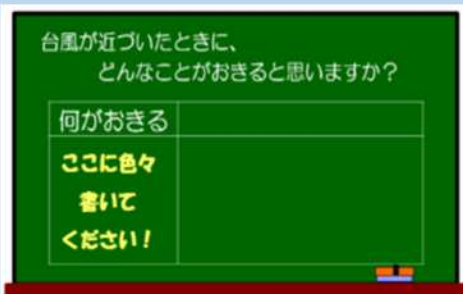 台風が近づいたときに、
どんなことがおきると思いますか？
何がおきる
ここに色々
書いて
ください！